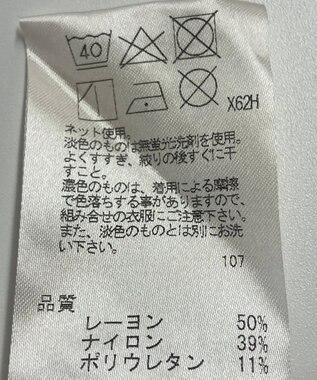 40
X62H
ネット使用。
淡色のものは無蛍光洗剤を使用。
よくすすぎ、絞りの後すぐに干
すこと。
濃色のものは、着用による摩擦
で色落ちする事がありますので、
組み合せの衣服にご注意下さい。
また、淡色のものとは別にお洗
い下さい。
107
品質
レーヨン 50%
ナイロン 39%
ポリウレタン 11%